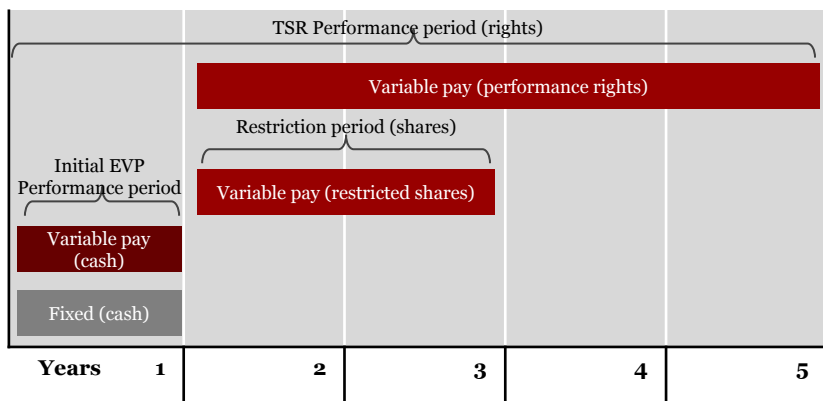 TSR Performance period (rights)
Variable pay (performance rights)
Restriction period (shares)
Initial EVP
Performance period
Variable pay (restricted shares)
Variable pay
(cash)
Fixed (cash)
Years 1 2 3 4 5